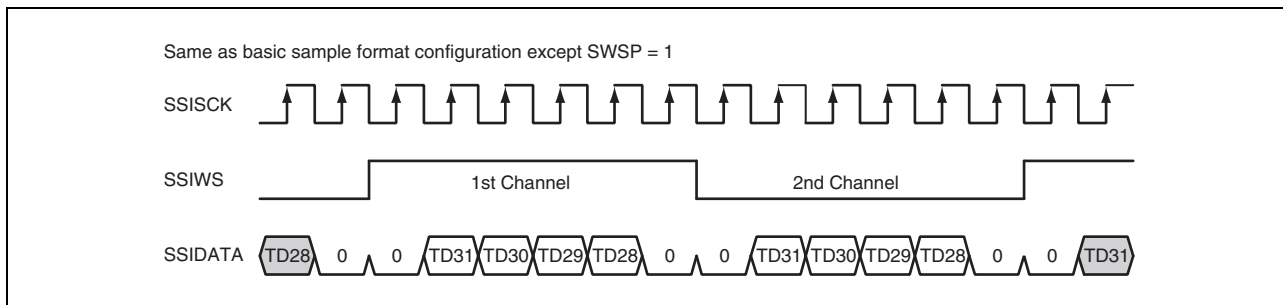 Same as basic sample format configuration except SWSP = 1
SSISCK
SSIWS 1st Channel 2nd Channel
SSIDATA TD28 0 0 TD31 TD30 TD29 TD28 0 0 TD31 TD30 TD29 TD28 0 0 TD31